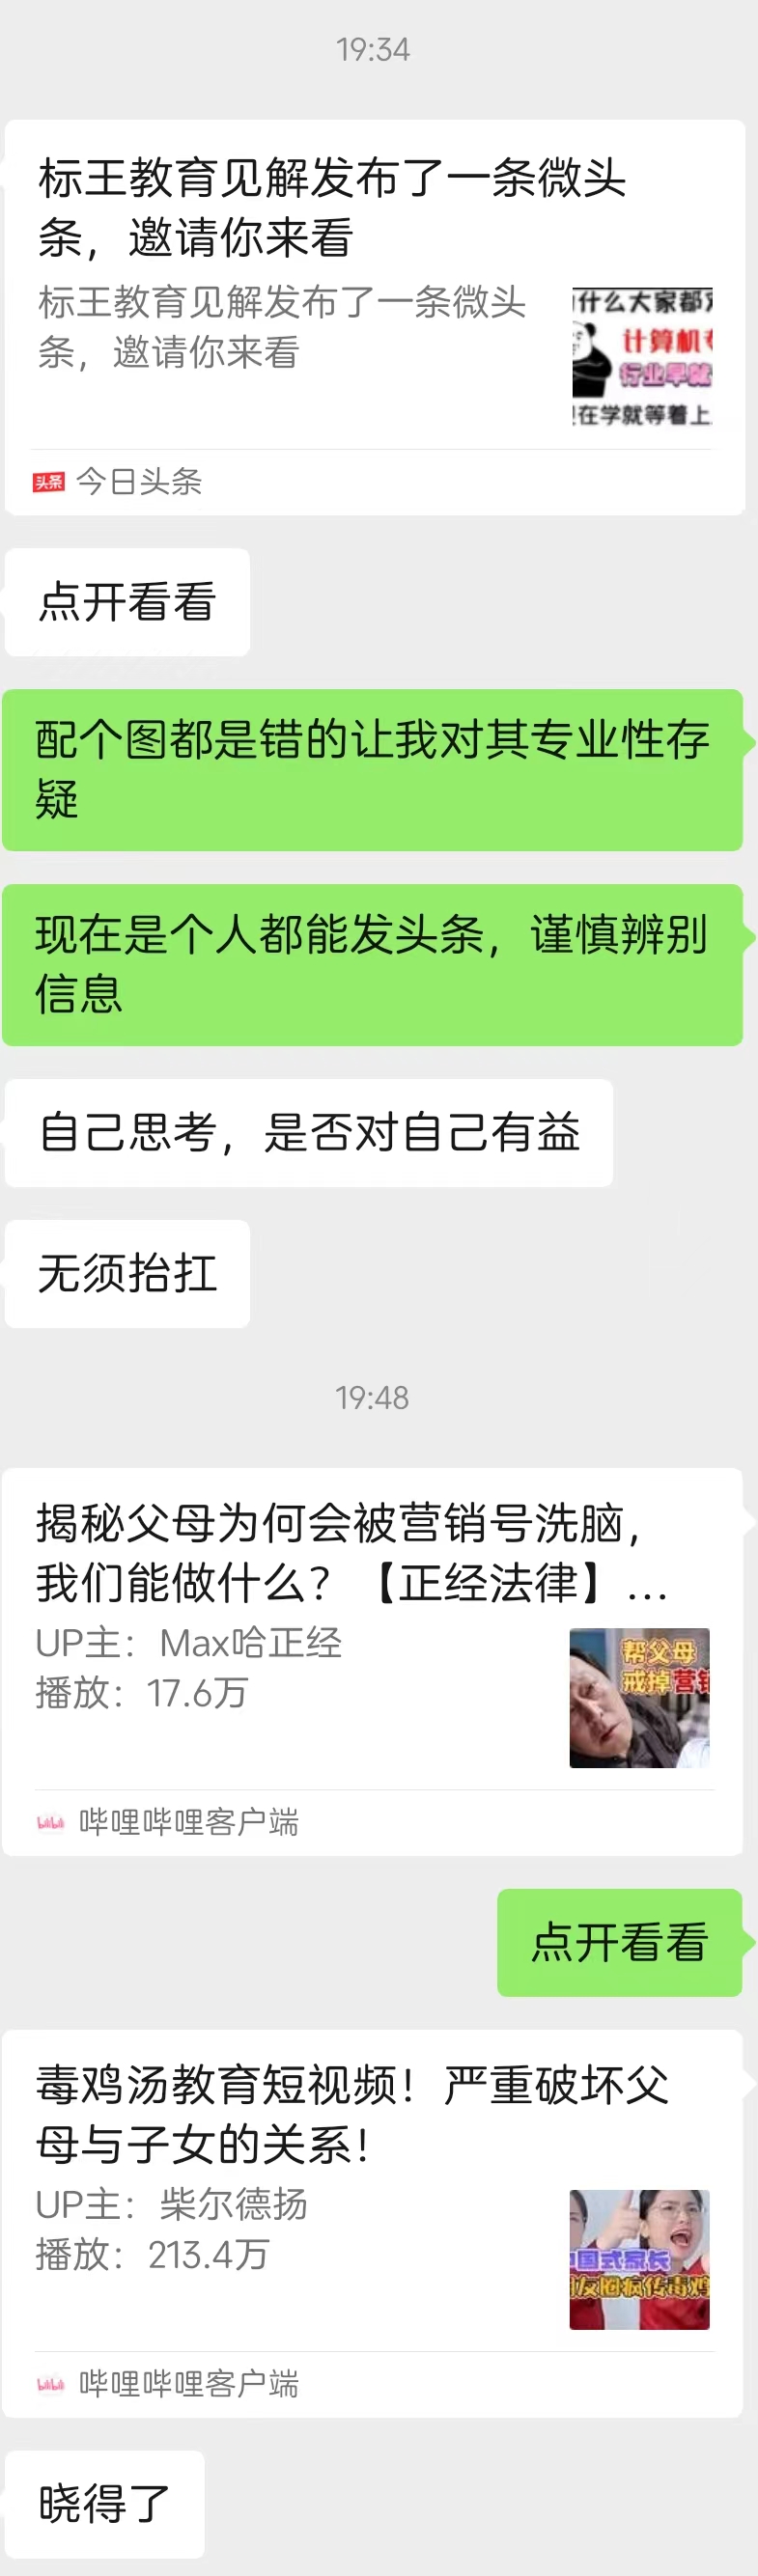 19:34
标王教育见解发布了一条微头
条，邀请你来看
标王教育见解发布了一条微头
条，邀请你来看
什么大家都
计算机
行业早就
在学就等着上
头条 今日头条
点开看看
配个图都是错的让我对其专业性存
疑
现在是个人都能发头条，谨慎辨别
信息
自己思考，是否对自己有益
无须抬扛
19:48
揭秘父母为何会被营销号洗脑，
我们能做什么？【正经法律】...
UP主：Max哈正经
播放：17.6万
帮父母
戒掉营销
bilibili 哔哩哔哩客户端
点开看看
毒鸡汤教育短视频！严重破坏父
母与子女的关系！
UP主：柴尔德扬
播放：213.4万
国式家长
友圈疯传毒鸡
bilibili 哔哩哔哩客户端
晓得了